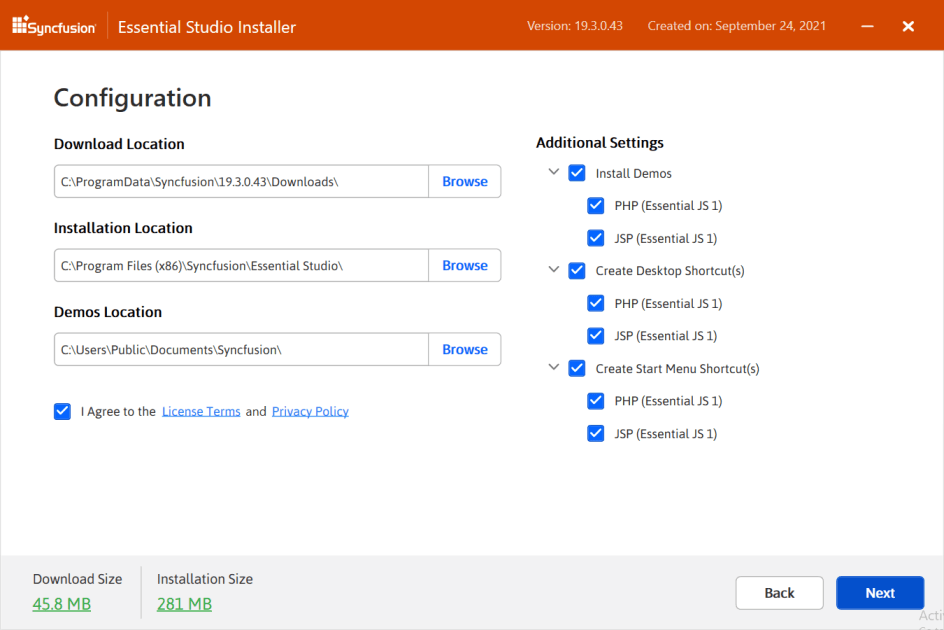 Syncfusion Essential Studio Installer Version: 19.3.0.43 Created on: September 24, 2021
Configuration
Download Location
C:\ProgramData\Syncfusion\19.3.0.43\Downloads\ Browse
Installation Location
C:\Program Files (x86)\Syncfusion\Essential Studio\ Browse
Demos Location
C:\Users\Public\Documents\Syncfusion\ Browse
I Agree to the License Terms and Privacy Policy
Additional Settings
Install Demos
PHP (Essential JS 1)
JSP (Essential JS 1)
Create Desktop Shortcut(s)
PHP (Essential JS 1)
JSP (Essential JS 1)
Create Start Menu Shortcut(s)
PHP (Essential JS 1)
JSP (Essential JS 1)
Download Size Installation Size
45.8 MB 281 MB
Back Next